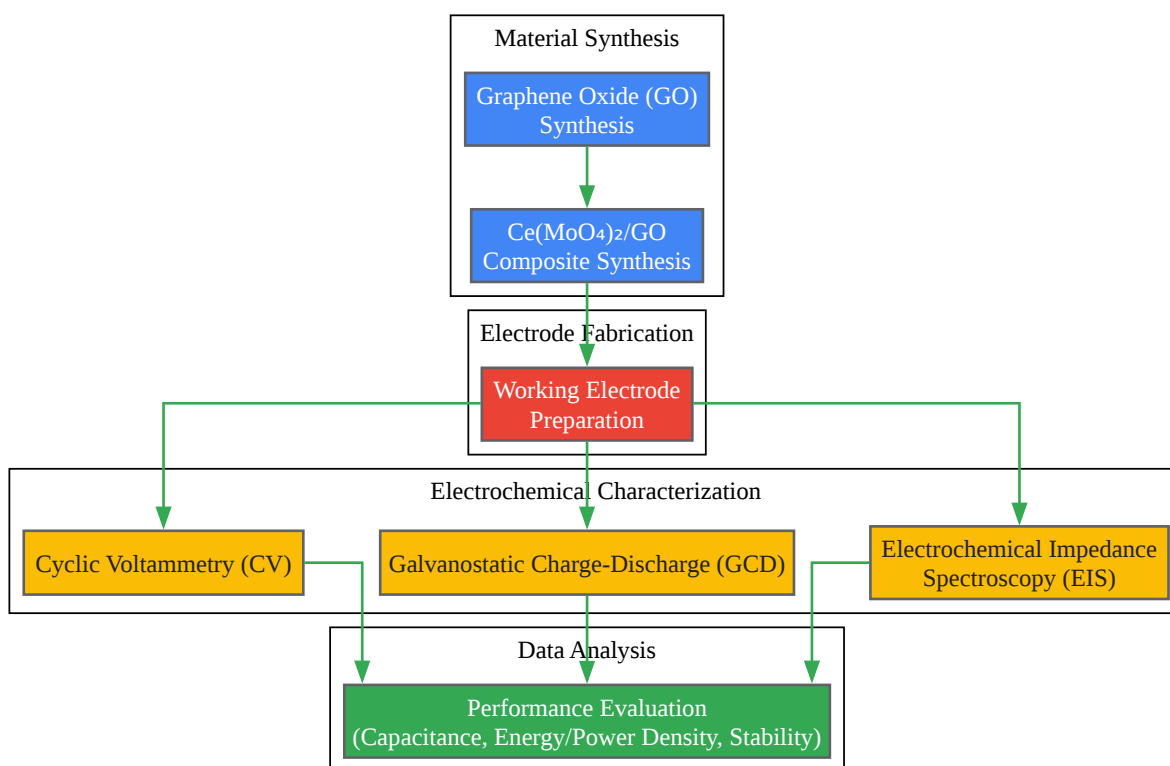 Material Synthesis
Graphene Oxide (GO)
Synthesis
Ce(MoO₄)₂/GO
Composite Synthesis
Electrode Fabrication
Working Electrode
Preparation
Electrochemical Characterization
Cyclic Voltammetry (CV)
Galvanostatic Charge-Discharge (GCD)
Electrochemical Impedance
Spectroscopy (EIS)
Data Analysis
Performance Evaluation
(Capacitance, Energy/Power Density, Stability)